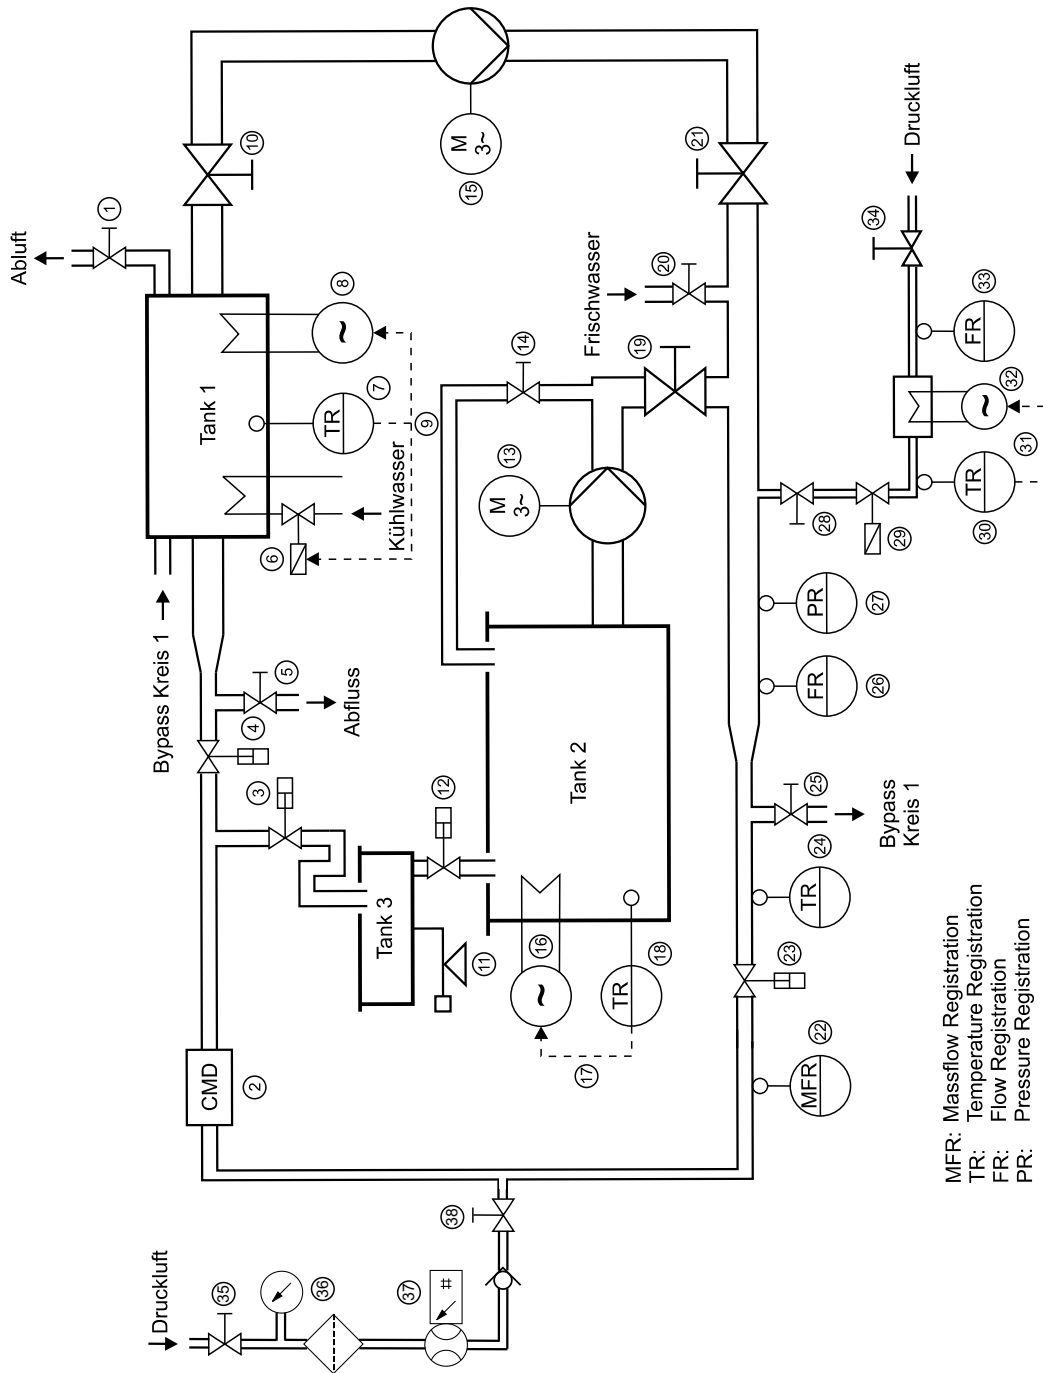 Abluft
1
Tank 1
10
M
3~
15
21
Druckluft
34
33
FR
32
~
31
TR
30
8
~
7
TR
9
Kühlwasser
6
Bypass Kreis 1
5
4
Abfluss
3
12
Frischwasser
20
19
14
13
M
3~
Tank 2
Tank 3
11
16
~
18
TR
17
28
29
PR
27
FR
26
25
Bypass
Kreis 1
24
TR
23
22
MFR
CMD
2
38
Druckluft
35
36
37
#
MFR: Massflow Registration
TR: Temperature Registration
FR: Flow Registration
PR: Pressure Registration